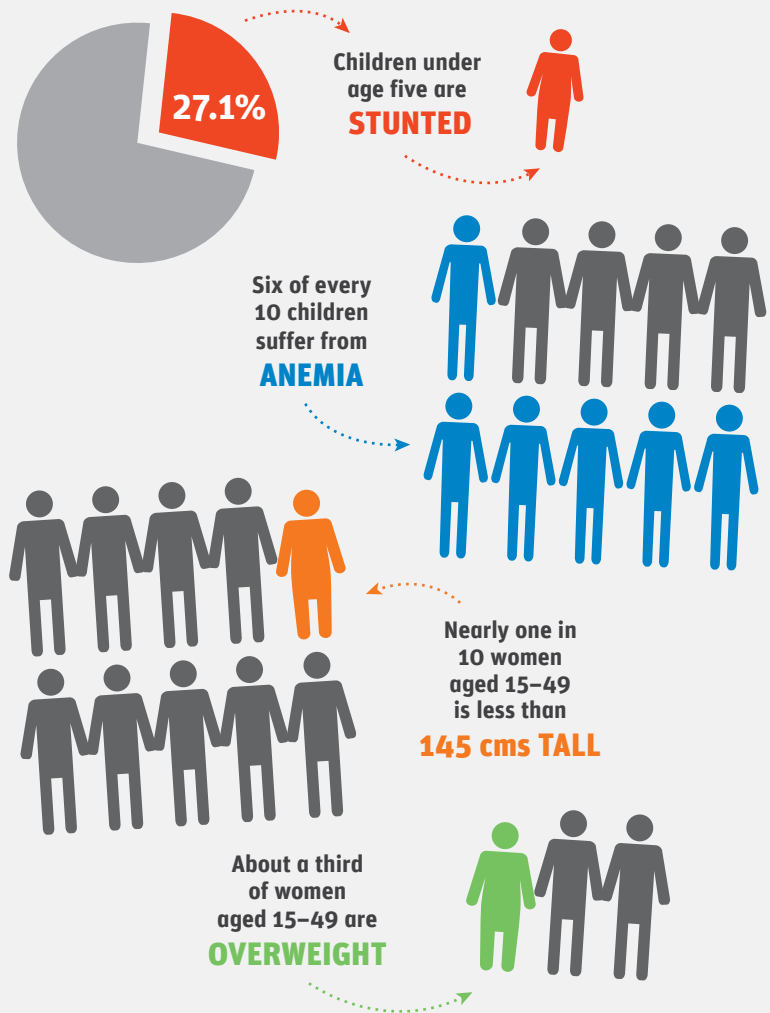 27.1%
Children under
age five are
STUNTED
Six of every
10 children
suffer from
ANEMIA
Nearly one in
10 women
aged 15–49
is less than
145 cms TALL
About a third
of women
aged 15–49 are
OVERWEIGHT